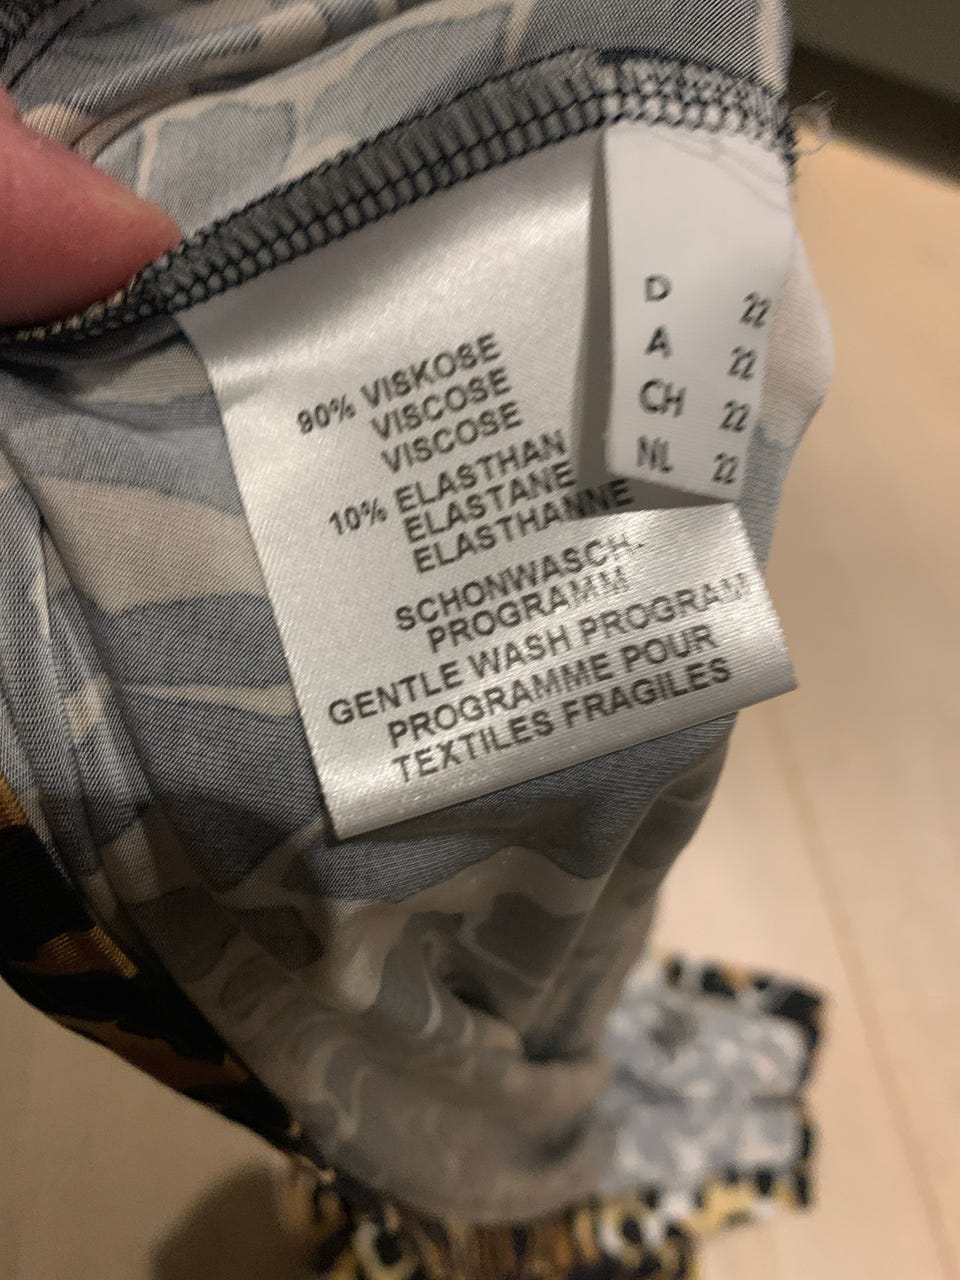 90% VISKOSE
VISCOSE
VISCOSE
10% ELASTHAN
ELASTANE
ELASTHANNE
SCHONWASCH-
PROGRAMM
GENTLE WASH PROGRAM
PROGRAMME POUR
TEXTILES FRAGILES
D 22
A 22
CH 22
NL 22